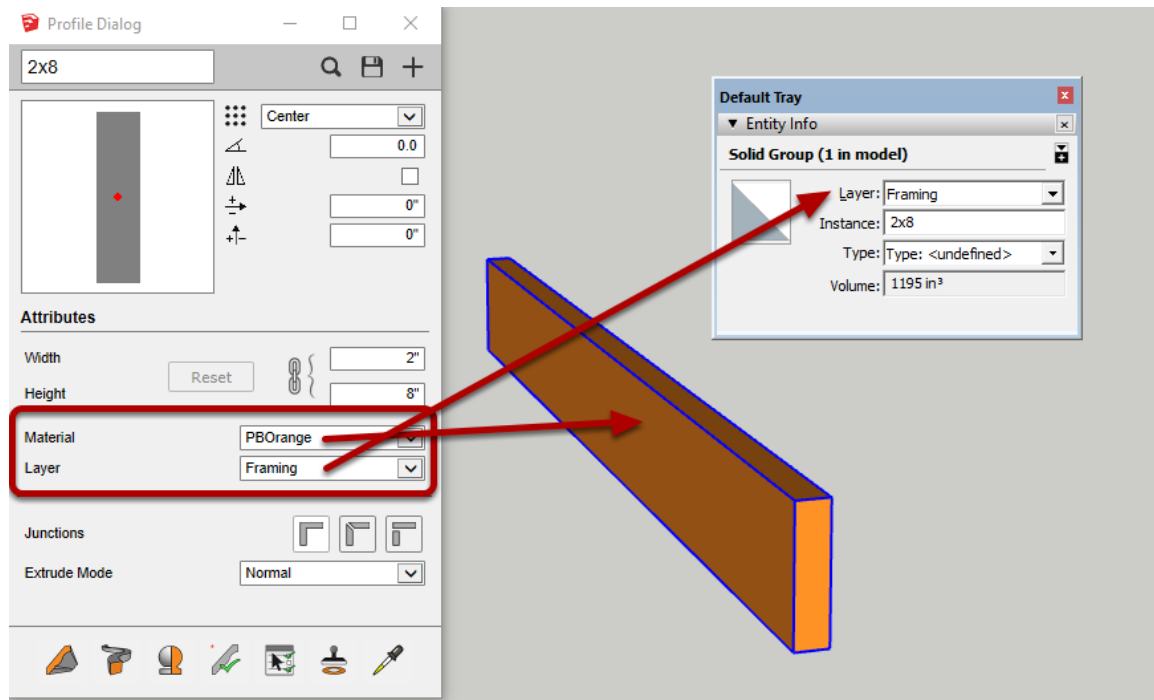 Profile Dialog
2x8
Center
0.0
0"
0"
Attributes
Width 2"
Reset
Height 8"
Material PBOrange
Layer Framing
Junctions
Extrude Mode Normal
Default Tray
▼ Entity Info
Solid Group (1 in model)
Layer: Framing
Instance: 2x8
Type: Type: <undefined>
Volume: 1195 in³